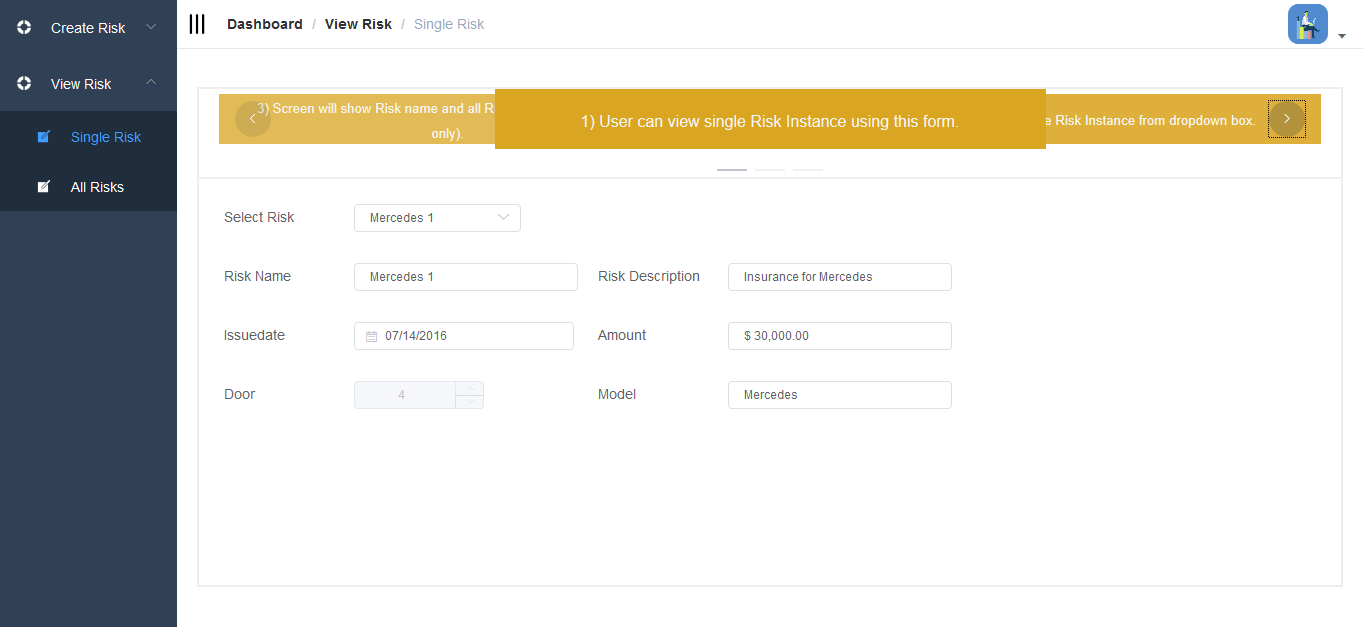 Create Risk
View Risk
Single Risk
All Risks
Dashboard / View Risk / Single Risk
3) Screen will show Risk name and all R
only).
1) User can view single Risk Instance using this form.
e Risk Instance from dropdown box.
Select Risk
Mercedes 1
Risk Name
Mercedes 1
Risk Description
Insurance for Mercedes
Issuedate
07/14/2016
Amount
$ 30,000.00
Door
4
Model
Mercedes